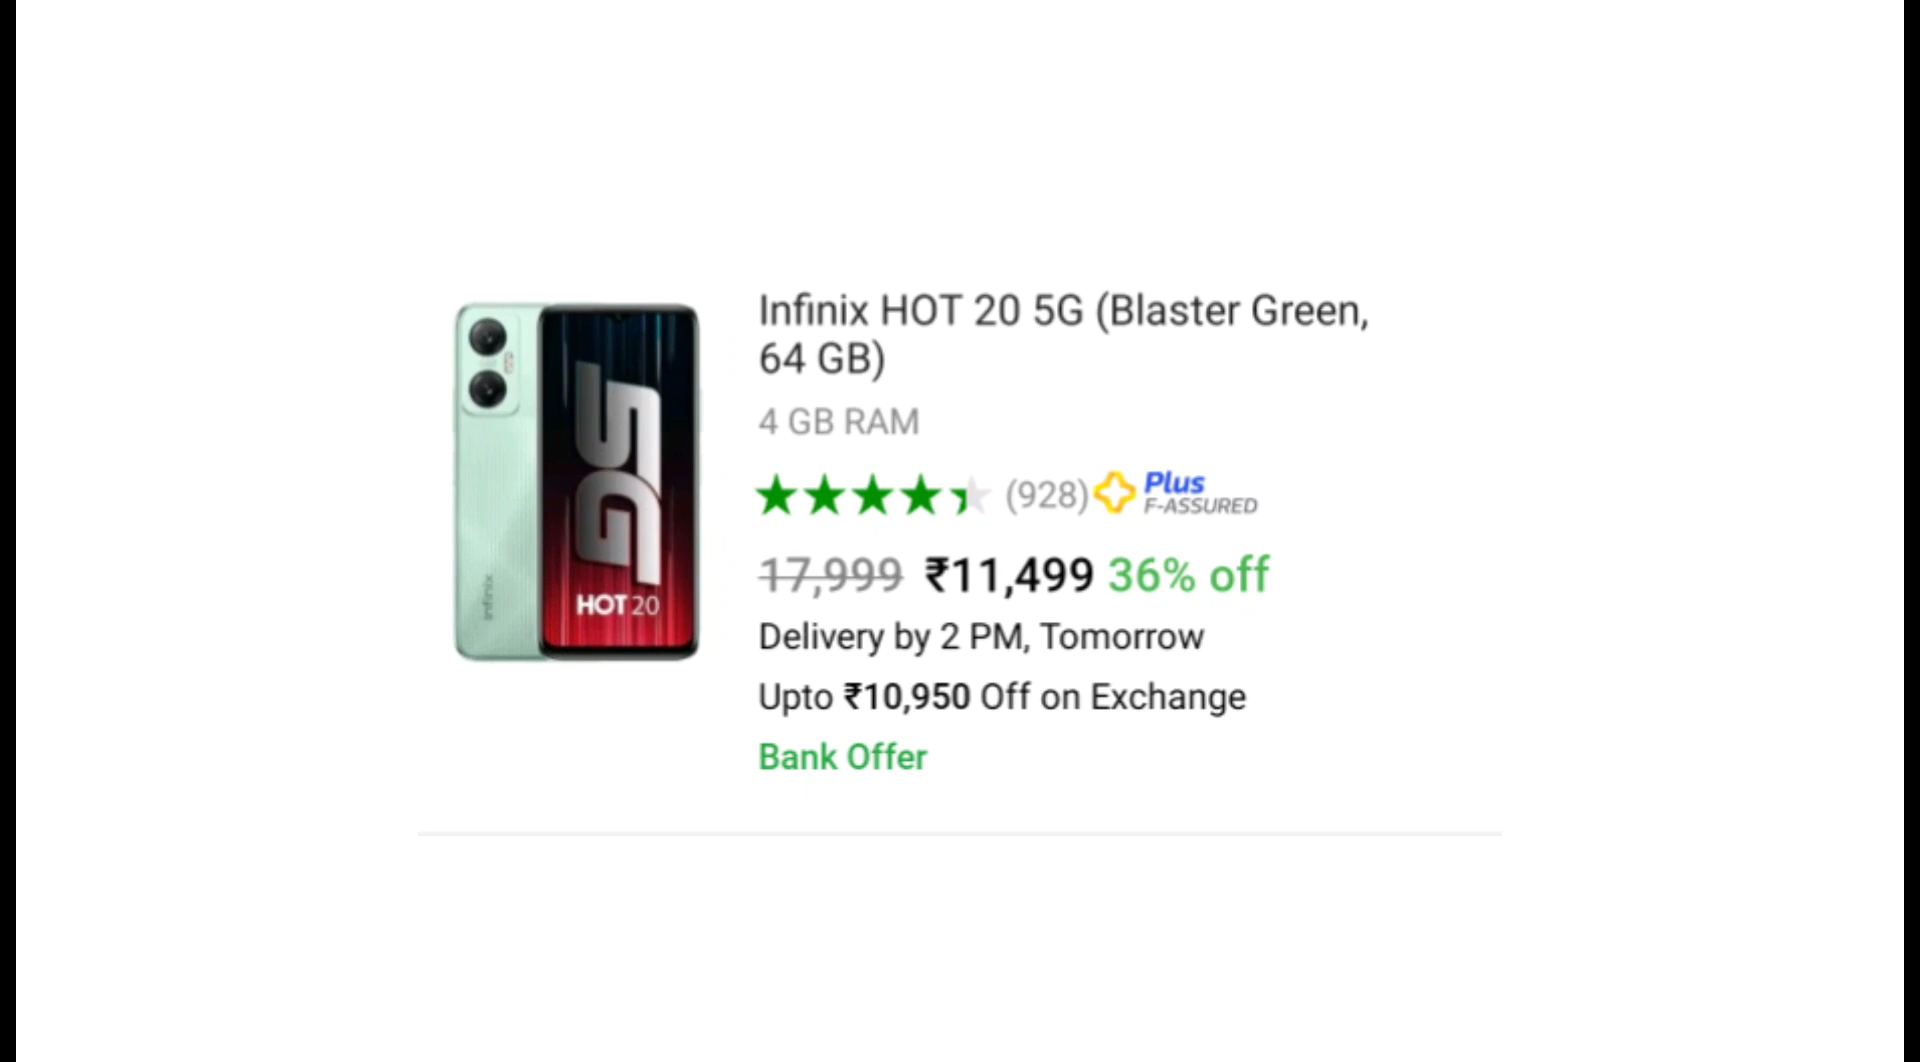 Infinix HOT 20 5G (Blaster Green,
64 GB)
4 GB RAM
(928) Plus
F-ASSURED
17,999 ₹11,499 36% off
Delivery by 2 PM, Tomorrow
Upto ₹10,950 Off on Exchange
Bank Offer
Infinix
5G
HOT 20